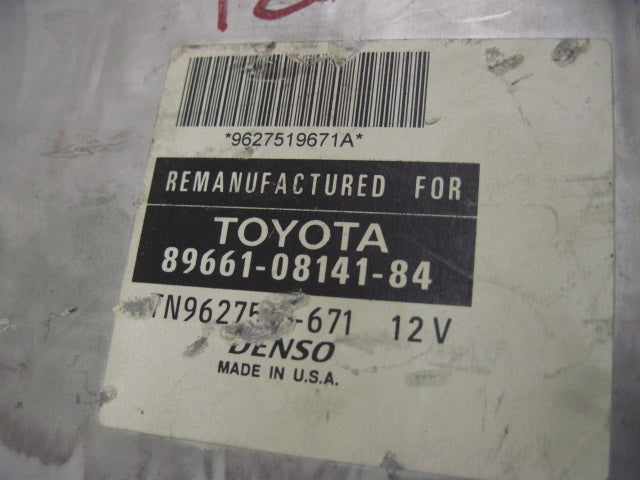 *9627519671A*
REMANUFACTURED FOR
TOYOTA
89661-08141-84
12V
DENSO
MADE IN U.S.A.